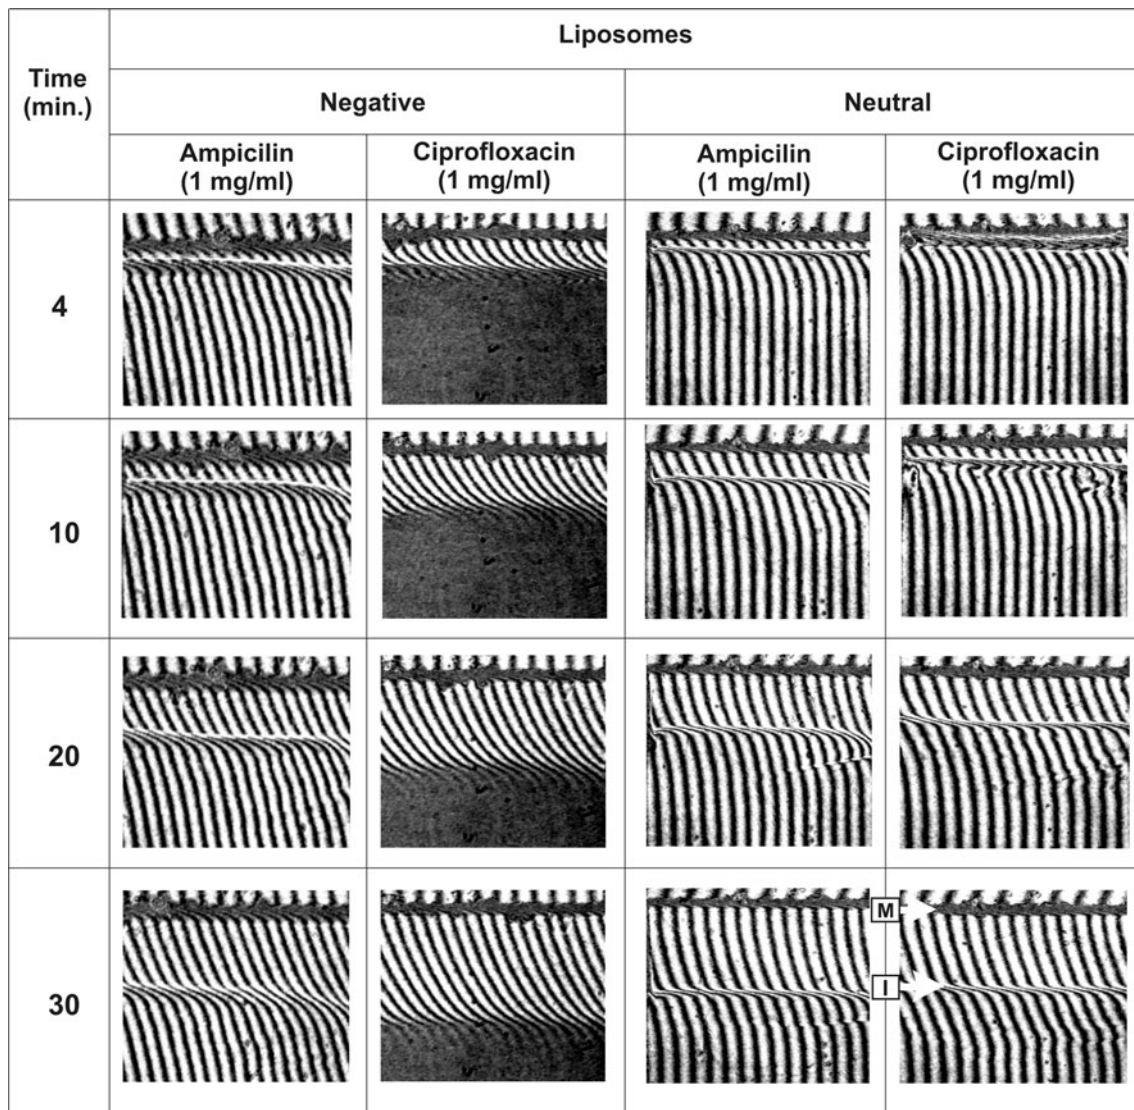 Liposomes
Time
(min.)
Negative
Neutral
Ampicilin
(1 mg/ml)
Ciprofloxacin
(1 mg/ml)
Ampicilin
(1 mg/ml)
Ciprofloxacin
(1 mg/ml)
4
10
20
30
M
I